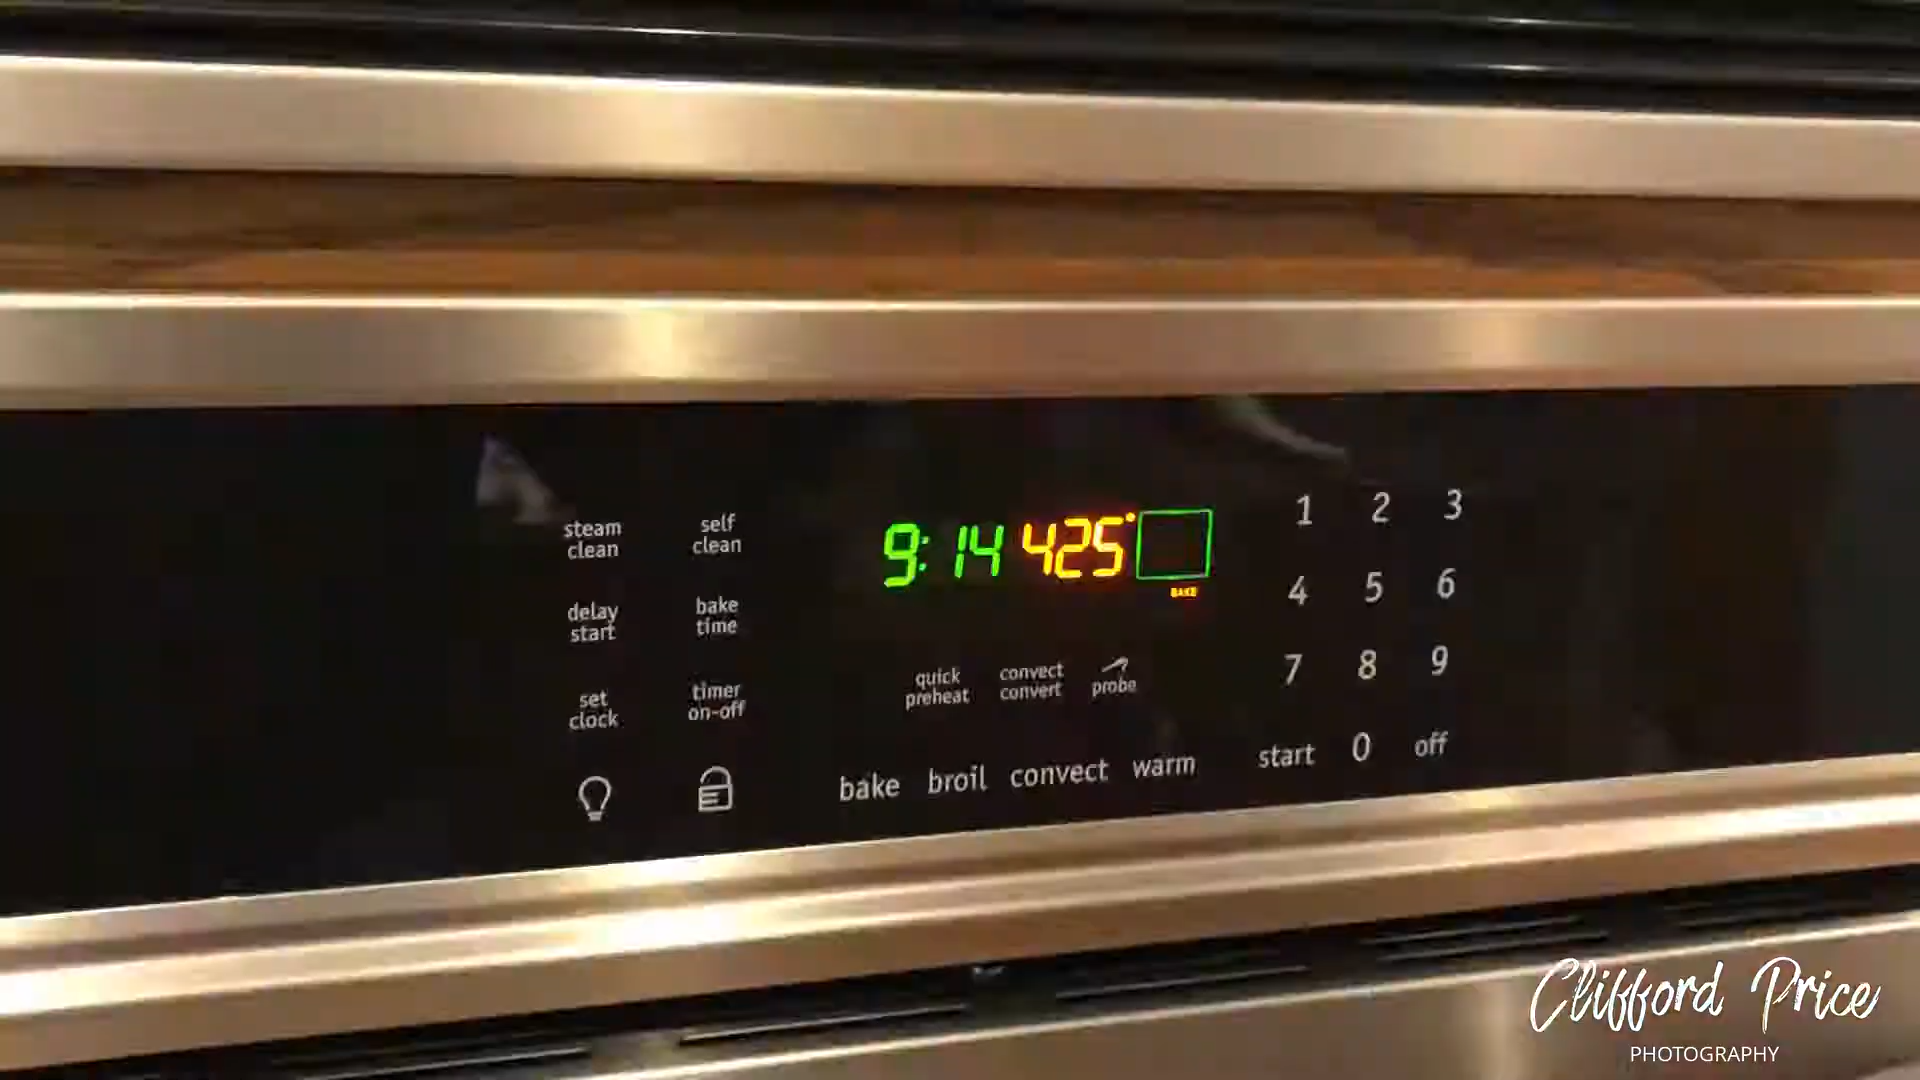 steam
clean
self
clean
9:14 425°
BAKE
1 2 3
delay
start
bake
time
4 5 6
set
clock
timer
on-off
quick
preheat
convect
convert
probe
7 8 9
bake broil convect warm
start 0 off
Clifford Price
PHOTOGRAPHY